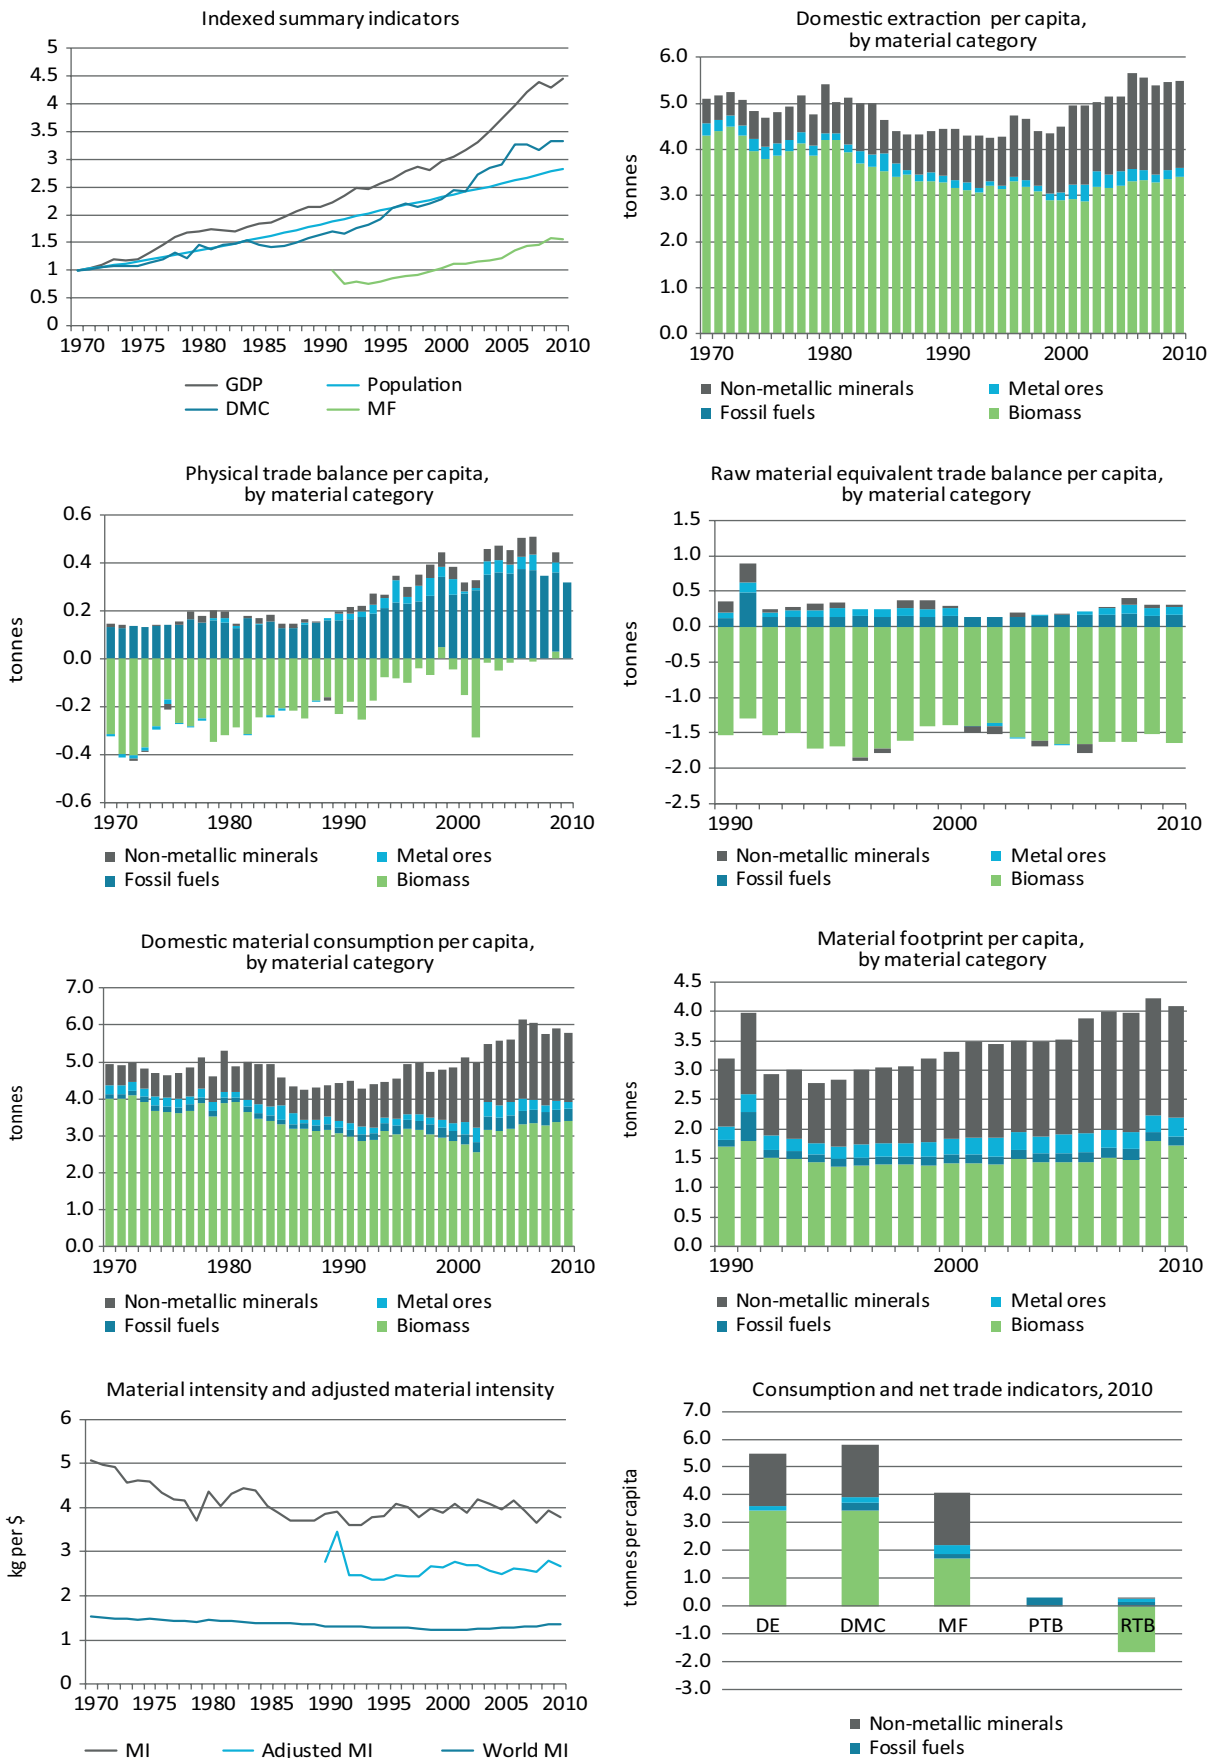 Indexed summary indicators
5
4.5
4
3.5
3
2.5
2
1.5
1
0.5
0
1970 1975 1980 1985 1990 1995 2000 2005 2010
GDP Population
DMC MF
Domestic extraction per capita,
by material category
tonnes
6.0
5.0
4.0
3.0
2.0
1.0
0.0
1970 1980 1990 2000 2010
Non-metallic minerals Metal ores
Fossil fuels Biomass
Physical trade balance per capita,
by material category
tonnes
0.6
0.4
0.2
0.0
-0.2
-0.4
-0.6
1970 1980 1990 2000 2010
Non-metallic minerals Metal ores
Fossil fuels Biomass
Raw material equivalent trade balance per capita,
by material category
tonnes
1.5
1.0
0.5
0.0
-0.5
-1.0
-1.5
-2.0
-2.5
1990 2000 2010
Non-metallic minerals Metal ores
Fossil fuels Biomass
Domestic material consumption per capita,
by material category
tonnes
7.0
6.0
5.0
4.0
3.0
2.0
1.0
0.0
1970 1980 1990 2000 2010
Non-metallic minerals Metal ores
Fossil fuels Biomass
Material footprint per capita,
by material category
tonnes
4.5
4.0
3.5
3.0
2.5
2.0
1.5
1.0
0.5
0.0
1990 2000 2010
Non-metallic minerals Metal ores
Fossil fuels Biomass
Material intensity and adjusted material intensity
kg per $
6
5
4
3
2
1
0
1970 1975 1980 1985 1990 1995 2000 2005 2010
MI Adjusted MI World MI
Consumption and net trade indicators, 2010
tonnes per capita
7.0
6.0
5.0
4.0
3.0
2.0
1.0
0.0
-1.0
-2.0
-3.0
DE DMC MF PTB RTB
Non-metallic minerals
Fossil fuels